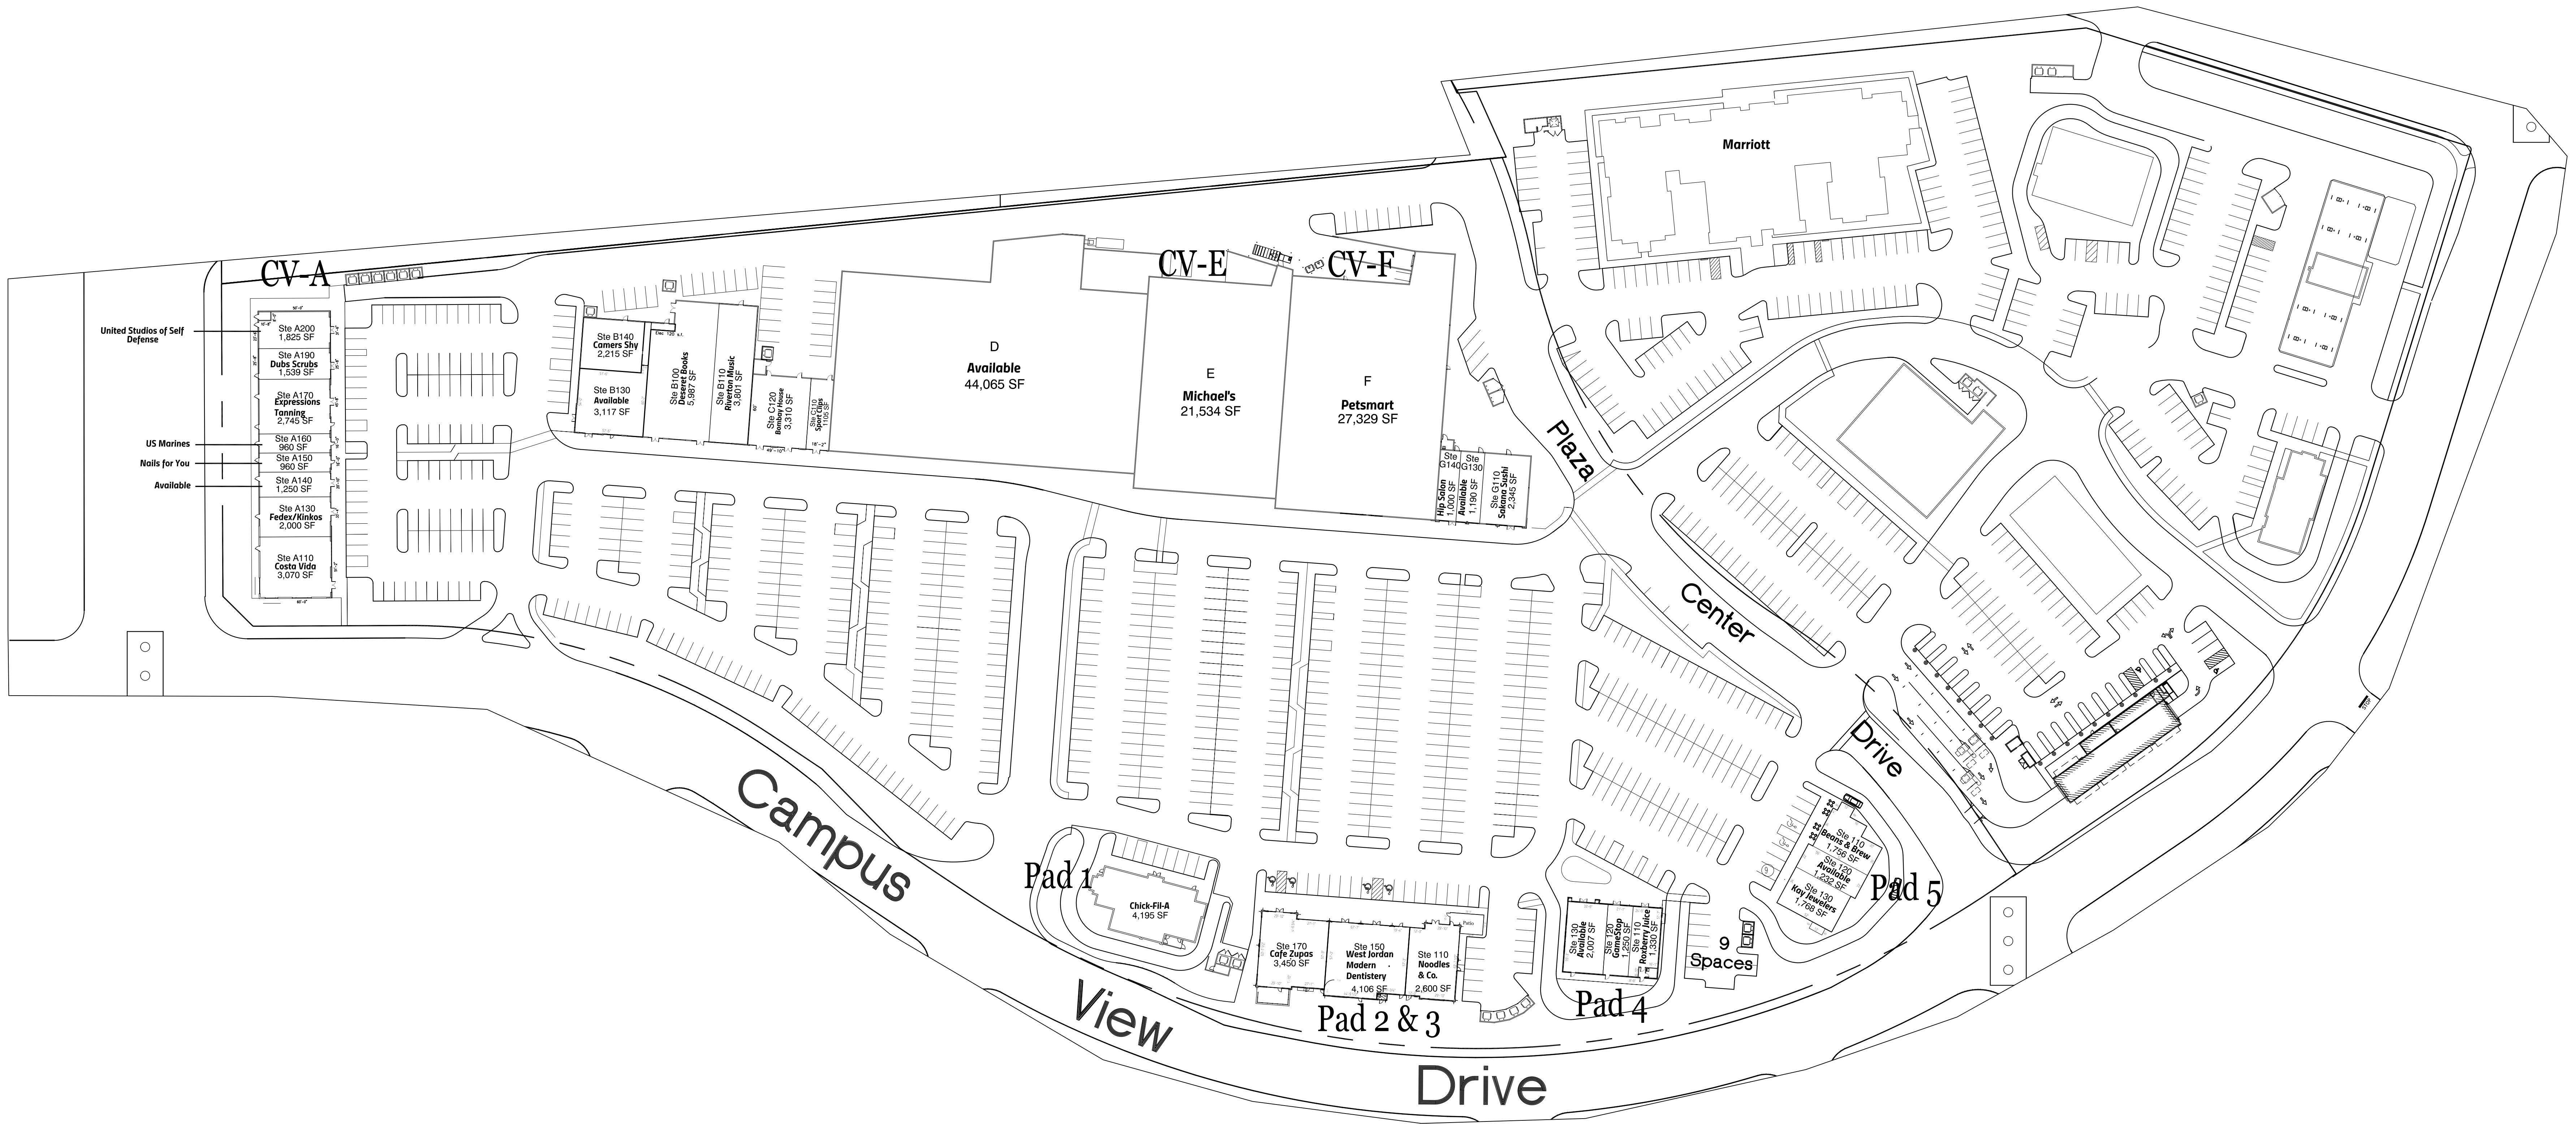 Marriott
CV-A
CV-E
CV-F
United Studios of Self
Defense
Ste A200
1,825 SF
Ste A190
Dubs Scrubs
1,539 SF
Ste A170
Expressions
Tanning
2,745 SF
US Marines
Ste A160
960 SF
Nails for You
Ste A150
960 SF
Available
Ste A140
1,250 SF
Ste A130
Fedex/Kinkos
2,000 SF
Ste A110
Costa Vida
3,070 SF
Ste B140
Camers Shy
2,215 SF
Ste B130
Available
3,117 SF
Ste B100
Deseret Books
5,987 SF
Ste B110
Riverton Music
3,801 SF
Ste C120
Bombay House
3,310 SF
Ste C110
Sport Clips
1105 SF
D
Available
44,065 SF
E
Michael's
21,534 SF
F
Petsmart
27,329 SF
Ste
G140
Hip Salon
1,000 SF
Ste
G130
Available
1,190 SF
Ste G110
Sakana Sushi
2,345 SF
Plaza
Center
Drive
Campus
View
Drive
Pad 1
Chick-Fil-A
4,195 SF
Ste 170
Cafe Zupas
3,450 SF
Ste 150
West Jordan
Modern
Dentistery
4,106 SF
Ste 110
Noodles
& Co.
2,600 SF
Patio
Pad 2 & 3
Ste 130
Available
2,007 SF
Ste 120
GameStop
1,250 SF
Ste 110
Roxberry Juice
1,330 SF
Pad 4
9
Spaces
Ste 110
Beans & Brew
1,756 SF
Ste 120
Available
1,232 SF
Ste 130
Kay Jewelers
1,768 SF
Pad 5